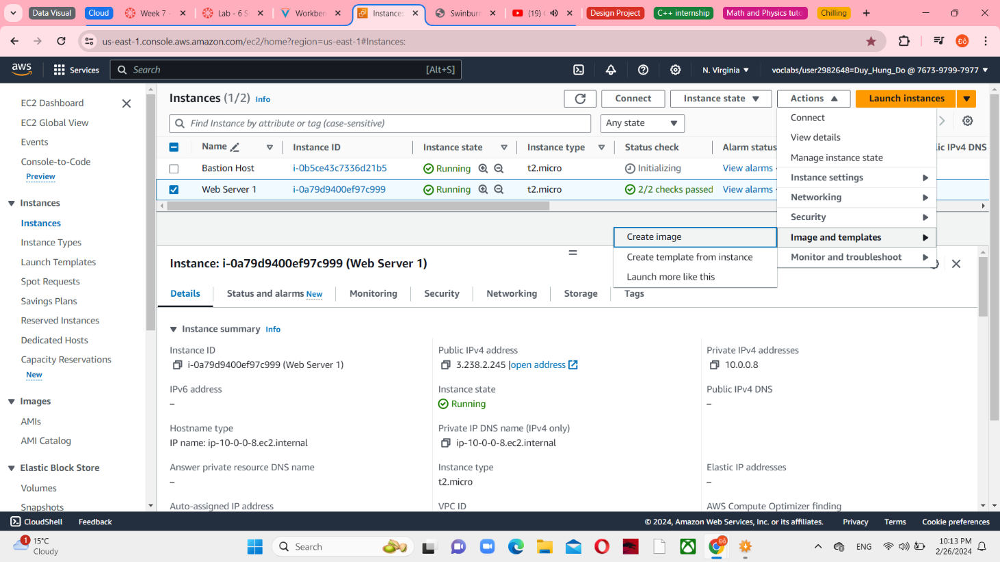 Data Visual
Cloud
Week 7 -
Lab - 6 S
Workben
Instances
Swinburn
(19)
Design Project
C++ internship
Math and Physics tuto
Chilling
us-east-1.console.aws.amazon.com/ec2/home?region=us-east-1#Instances:
Đô
aws
Services
Search
[Alt+S]
N. Virginia
voclabs/user2982648=Duy_Hung_Do @ 7673-9799-7977
EC2 Dashboard
EC2 Global View
Events
Console-to-Code
Preview
Instances
Instances
Instance Types
Launch Templates
Spot Requests
Savings Plans
Reserved Instances
Dedicated Hosts
Capacity Reservations
New
Images
AMIs
AMI Catalog
Elastic Block Store
Volumes
Snapshots
Instances (1/2) Info
Connect
Instance state
Actions
Launch instances
Find Instance by attribute or tag (case-sensitive)
Any state
Name Instance ID Instance state Instance type Status check Alarm status lic IPv4 DNS
Bastion Host i-0b5ce43c7336d21b5 Running t2.micro Initializing View alarms
Web Server 1 i-0a79d9400ef97c999 Running t2.micro 2/2 checks passed View alarms
Connect
View details
Manage instance state
Instance settings
Networking
Security
Image and templates
Monitor and troubleshoot
Create image
Create template from instance
Launch more like this
Instance: i-0a79d9400ef97c999 (Web Server 1)
Details Status and alarms New Monitoring Security Networking Storage Tags
Instance summary Info
Instance ID
i-0a79d9400ef97c999 (Web Server 1)
Public IPv4 address
3.238.2.245 |open address
Private IPv4 addresses
10.0.0.8
IPv6 address
–
Instance state
Running
Public IPv4 DNS
–
Hostname type
IP name: ip-10-0-0-8.ec2.internal
Private IP DNS name (IPv4 only)
ip-10-0-0-8.ec2.internal
Answer private resource DNS name
–
Instance type
t2.micro
Elastic IP addresses
–
Auto-assigned IP address
VPC ID
AWS Compute Optimizer finding
CloudShell
Feedback
© 2024, Amazon Web Services, Inc. or its affiliates.
Privacy
Terms
Cookie preferences
1
15°C
Cloudy
Search
Đô
ENG
10:13 PM
2/26/2024